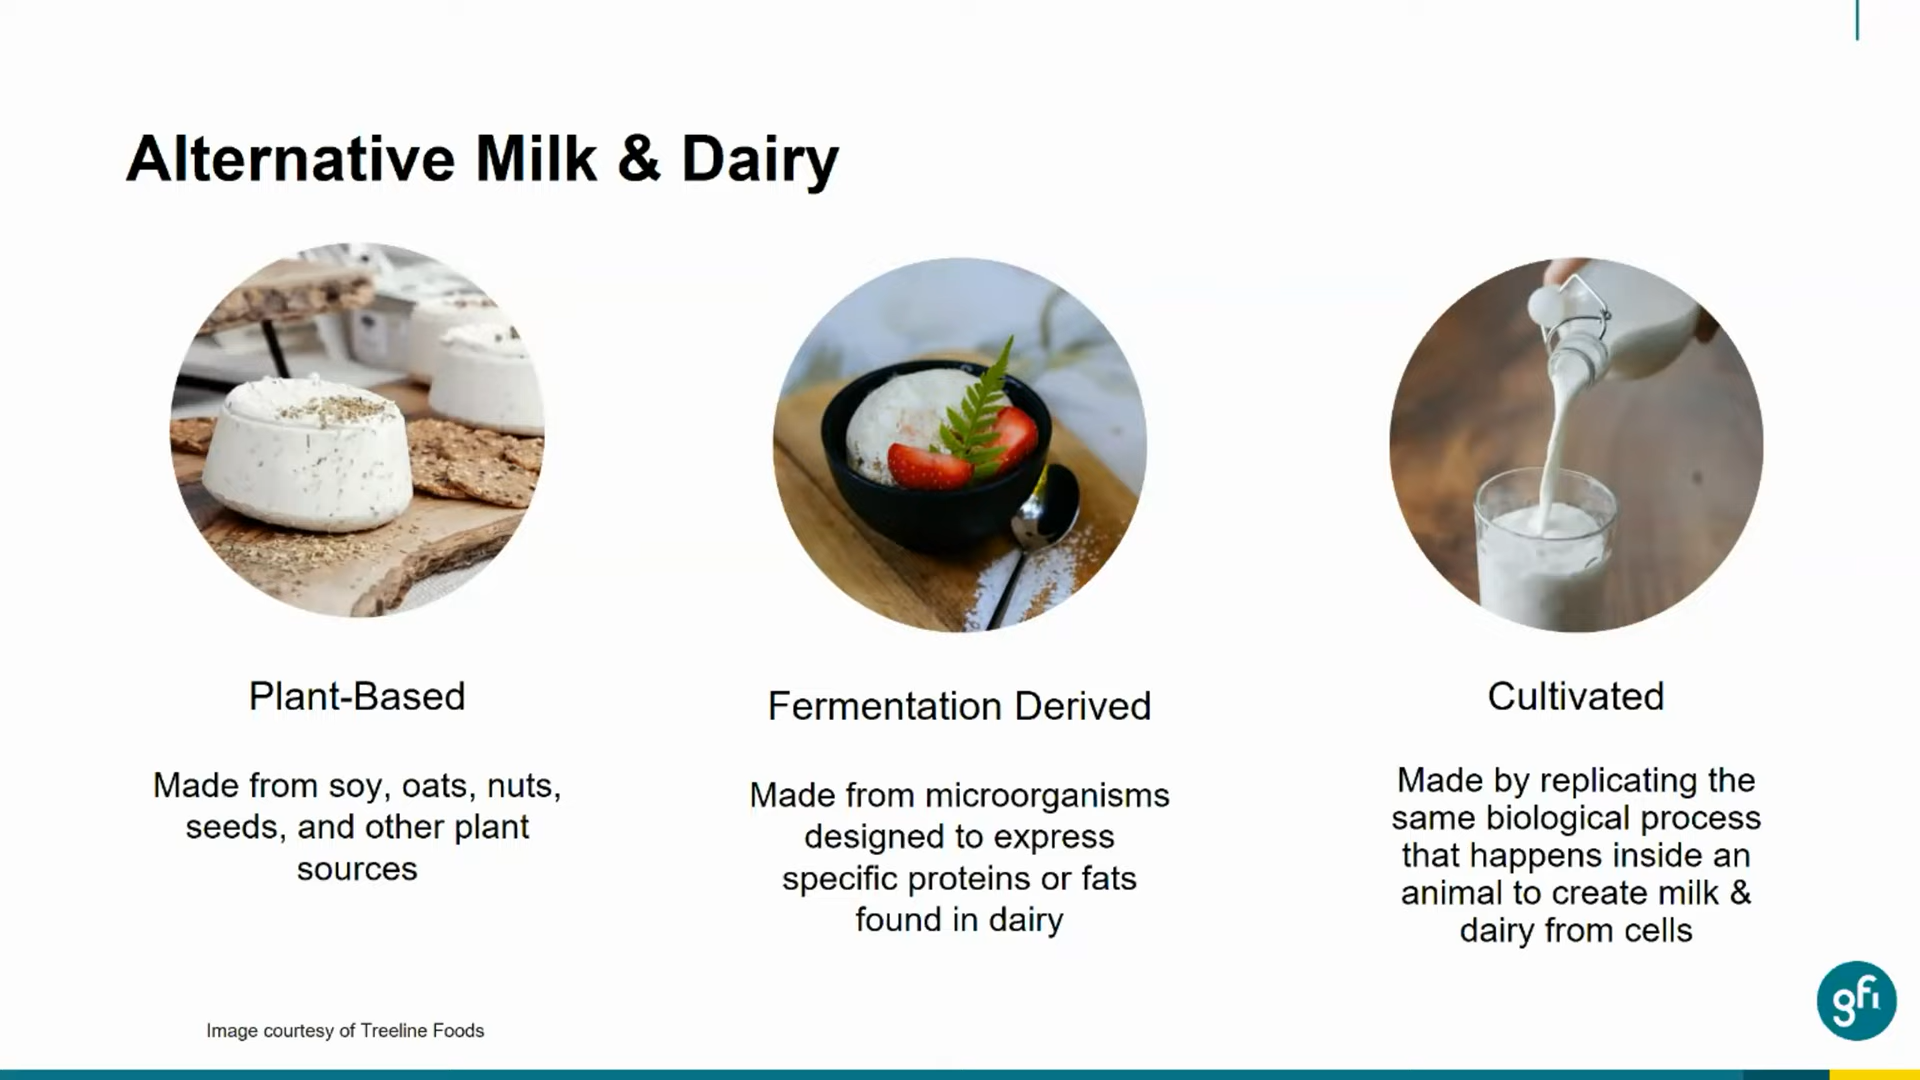 Alternative Milk & Dairy
Plant-Based
Made from soy, oats, nuts,
seeds, and other plant
sources
Fermentation Derived
Made from microorganisms
designed to express
specific proteins or fats
found in dairy
Cultivated
Made by replicating the
same biological process
that happens inside an
animal to create milk &
dairy from cells
Image courtesy of Treeline Foods
gfi